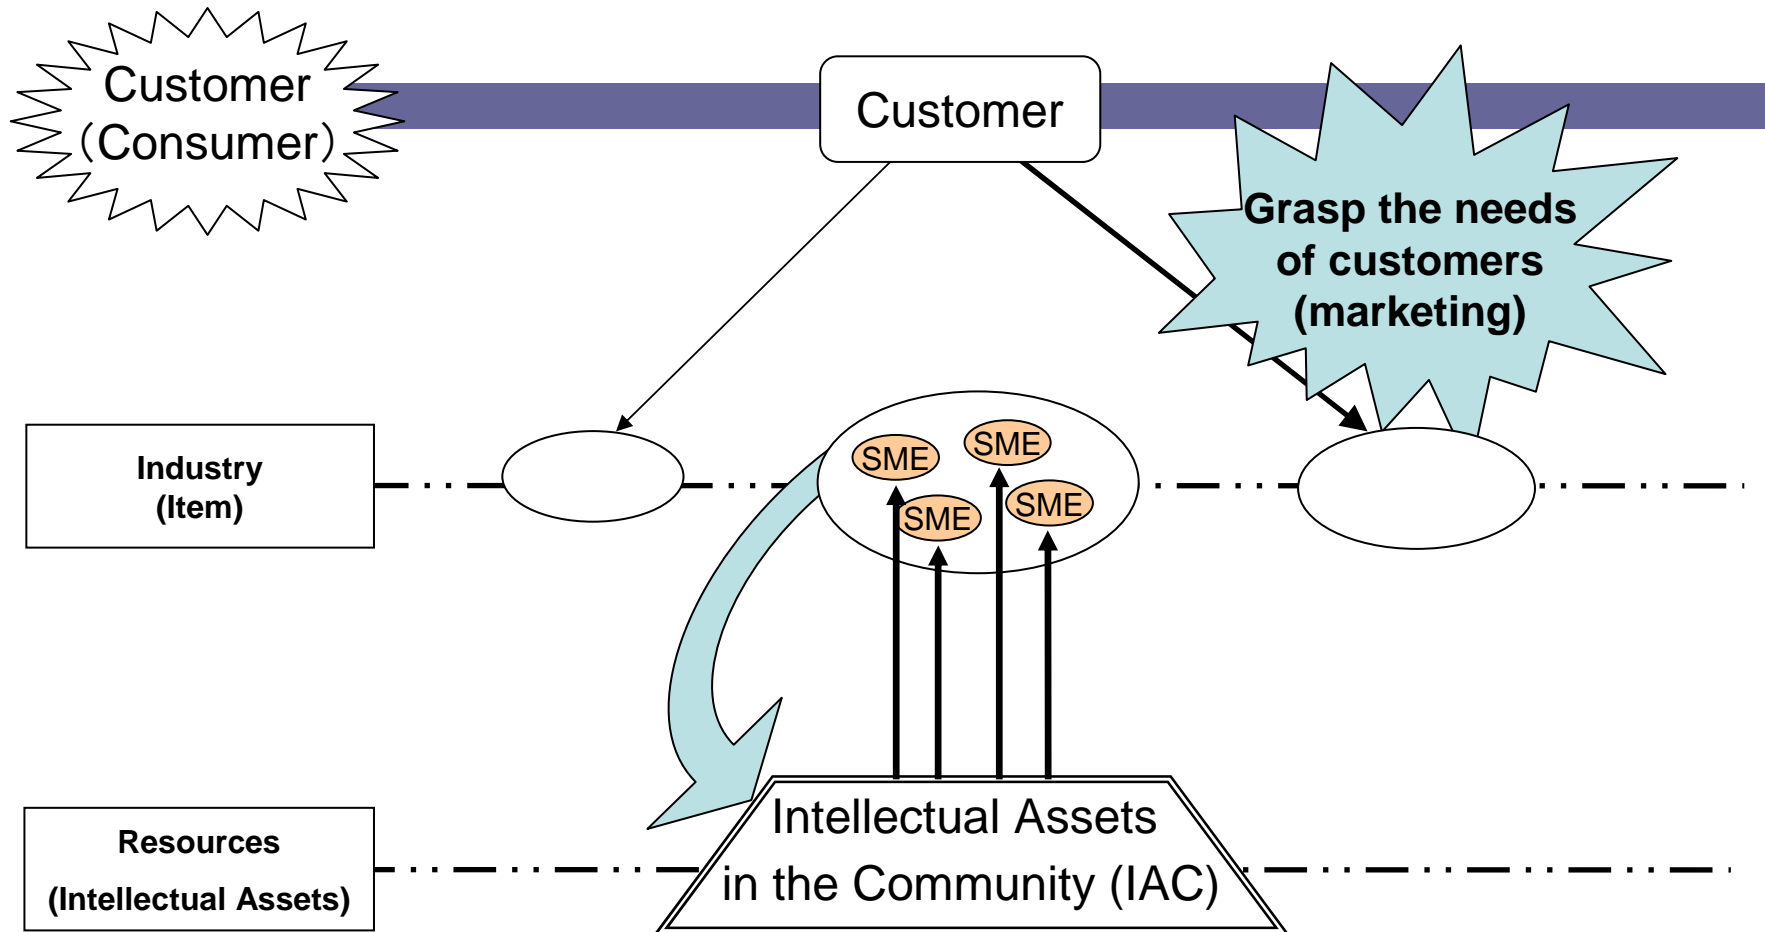 Customer
（Consumer）
Customer
Grasp the needs
of customers
(marketing)
Industry
(Item)
SME
SME
SME
SME
Resources
(Intellectual Assets)
Intellectual Assets
in the Community (IAC)